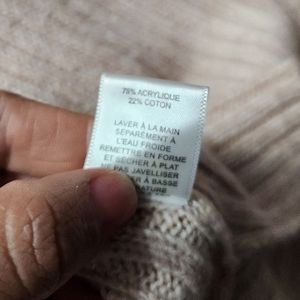 78% ACRYLIQUE
22% COTON
LAVER À LA MAIN
SÉPARÉMENT À
L'EAU FROIDE
REMETTRE EN FORME
ET SÉCHER À PLAT
NE PAS JAVELLISER
À BASSE